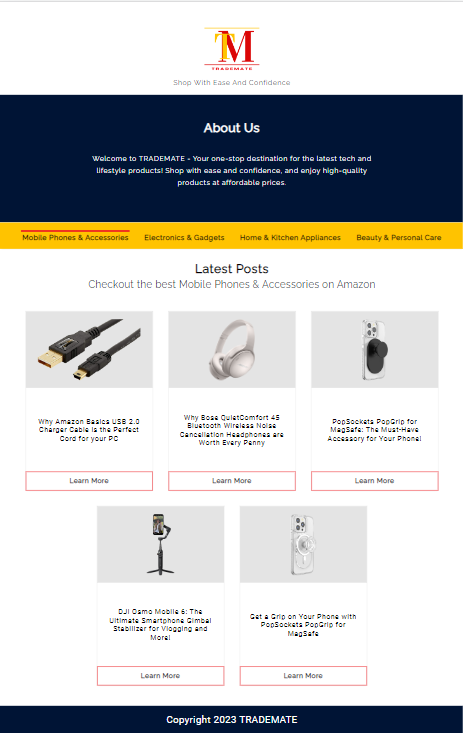 TM
TRADEMATE
Shop With Ease And Confidence
About Us
Welcome to TRADEMATE - Your one-stop destination for the latest tech and
lifestyle products! Shop with ease and confidence, and enjoy high-quality
products at affordable prices.
Mobile Phones & Accessories Electronics & Gadgets Home & Kitchen Appliances Beauty & Personal Care
Latest Posts
Checkout the best Mobile Phones & Accessories on Amazon
Why Amazon Basics USB 2.0
Charger Cable is the Perfect
Cord for your PC
Learn More
Why Bose QuietComfort 45
Bluetooth Wireless Noise
Cancellation Headphones are
Worth Every Penny
Learn More
PopSockets PopGrip for
MagSafe: The Must-Have
Accessory for Your Phone!
Learn More
DJI Osmo Mobile 6: The
Ultimate Smartphone Gimbal
Stabilizer for Vlogging and
More!
Learn More
Get a Grip on Your Phone with
PopSockets PopGrip for
MagSafe
Learn More
Copyright 2023 TRADEMATE